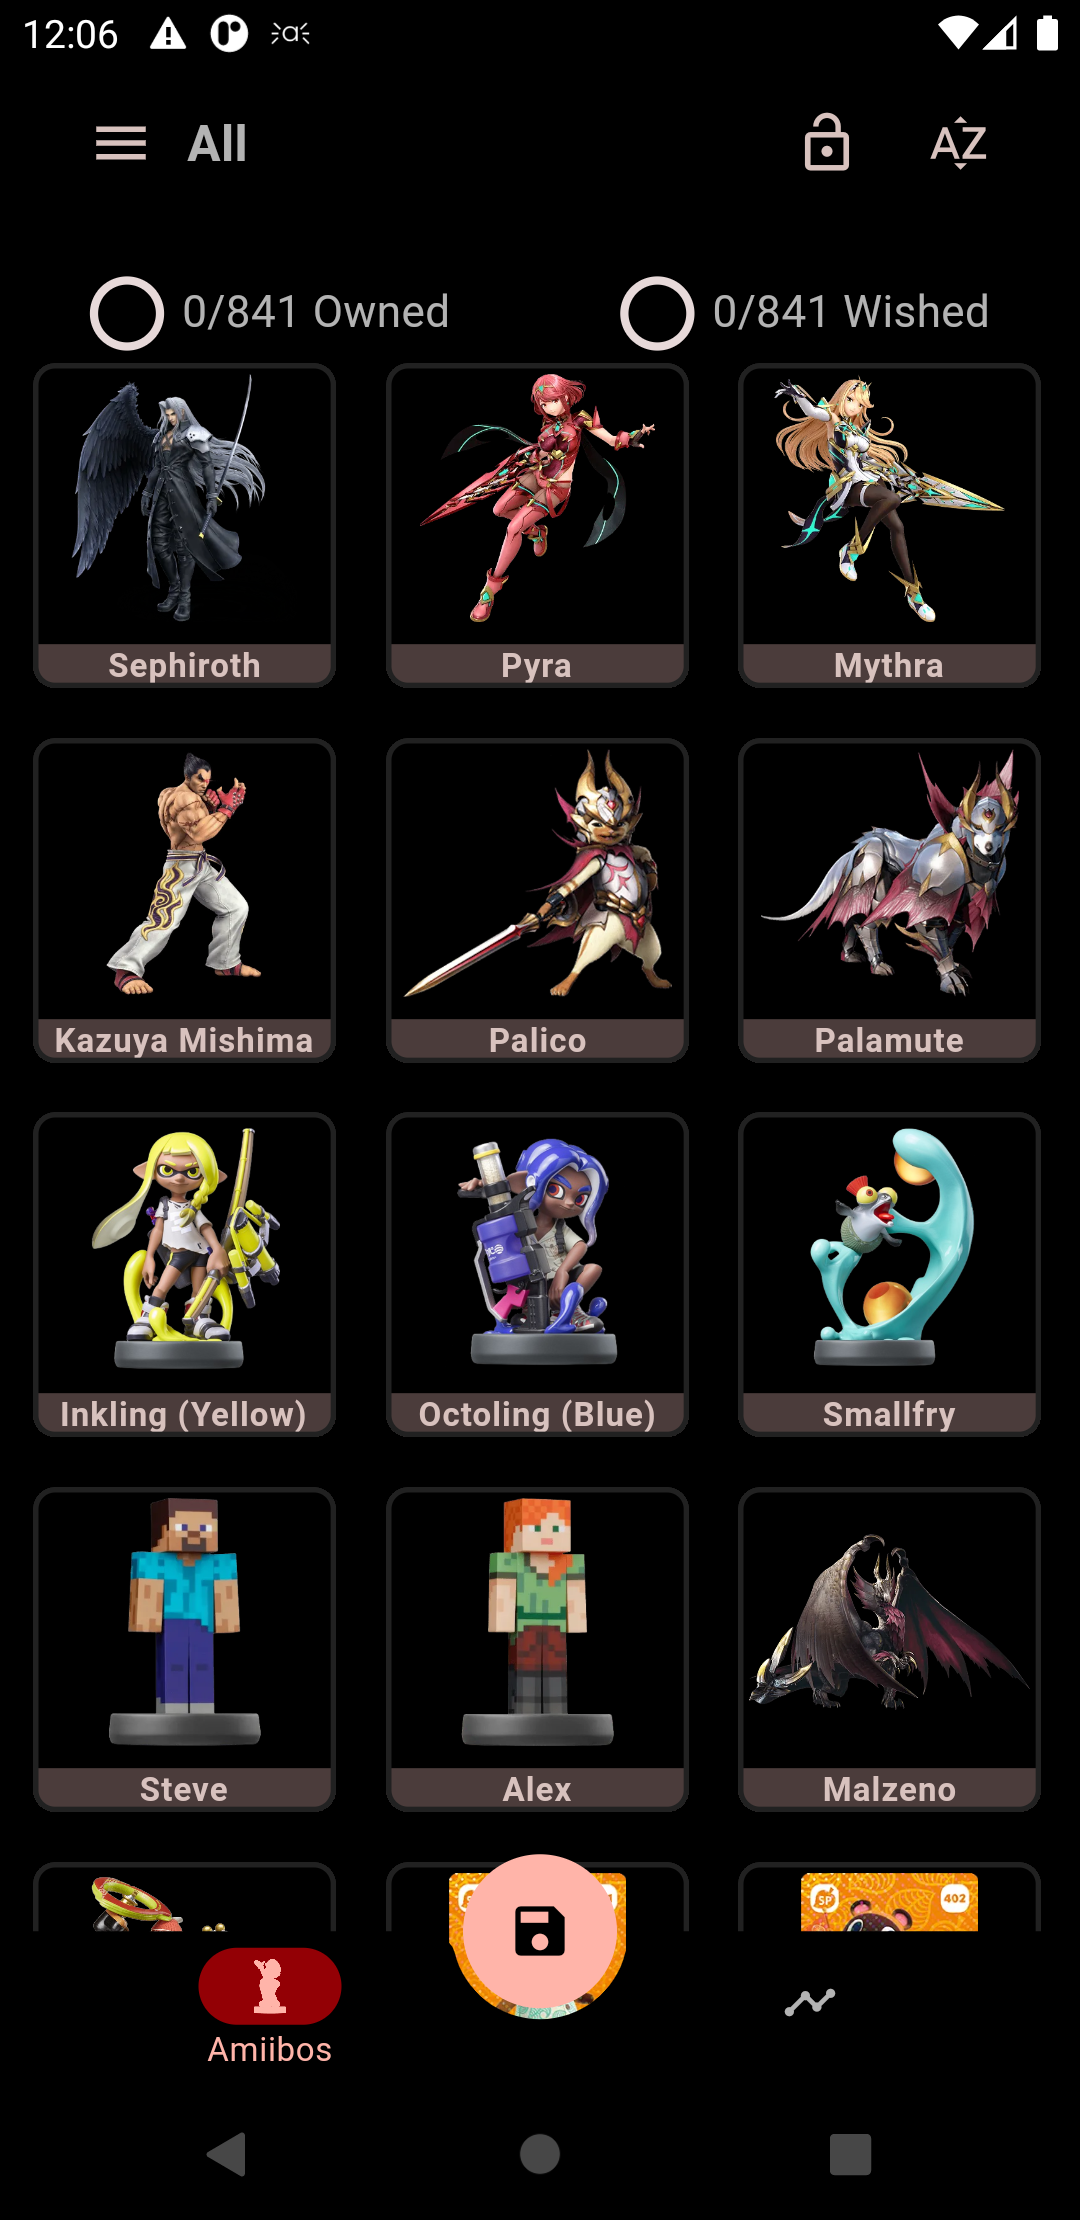 12:06
All
AZ
0/841 Owned
0/841 Wished
Sephiroth
Pyra
Mythra
Kazuya Mishima
Palico
Palamute
Inkling (Yellow)
Octoling (Blue)
Smallfry
Steve
Alex
Malzeno
SP
402
Amiibos